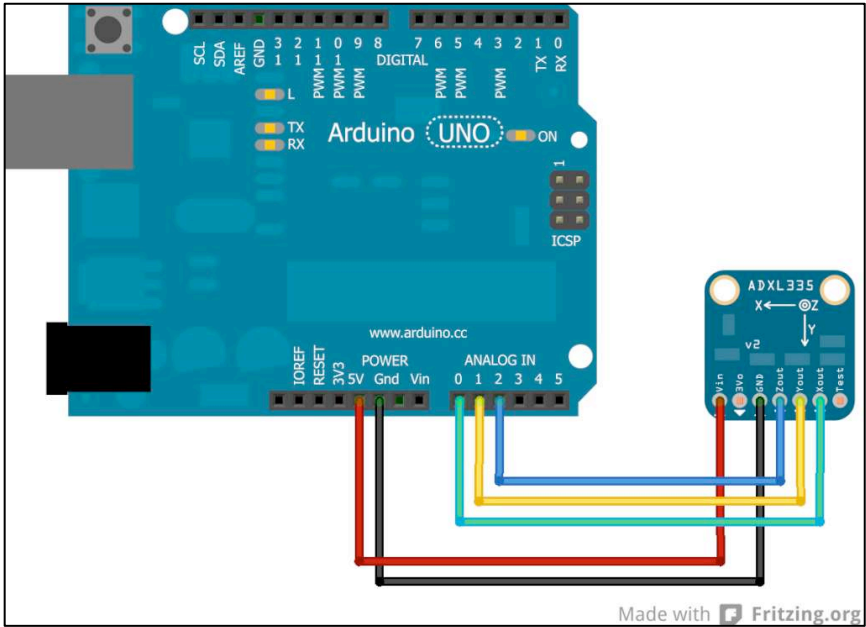 SCL SDA AREF GND 13 12 PWM 11 PWM 10 PWM 9 8 7 PWM 6 PWM 5 4 PWM 3 2 TX 1 RX 0
DIGITAL
L
TX
RX
Arduino UNO ON
1
ICSP
www.arduino.cc
POWER ANALOG IN
IOREF RESET 3V3 5V Gnd Vin 0 1 2 3 4 5
ADXL335
X Z
Y
v2
Vin 3Vo GND Zout Yout Xout Test
Made with Fritzing.org